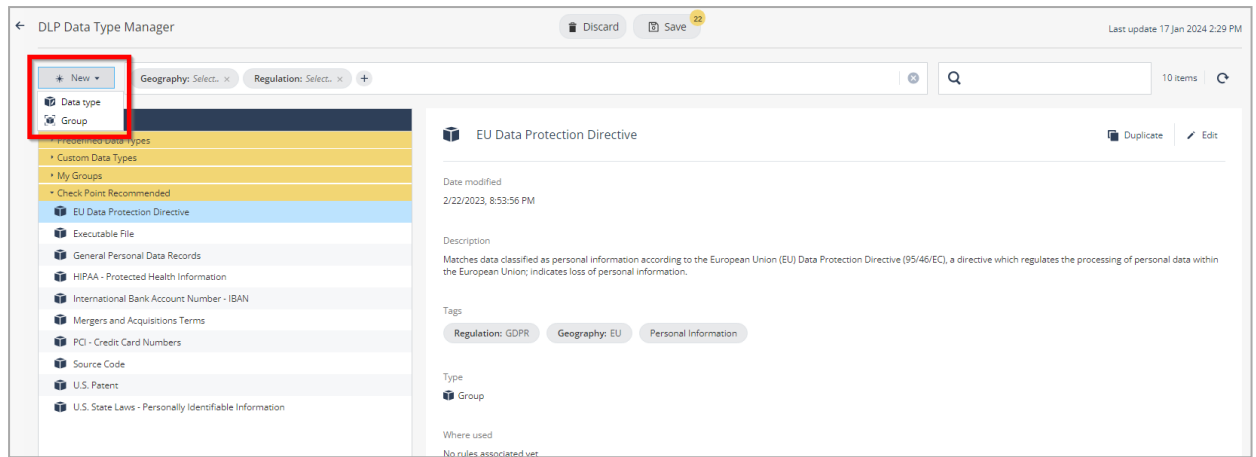 DLP Data Type Manager
Discard
Save
22
Last update 17 Jan 2024 2:29 PM
New
Geography: Select.. ×
Regulation: Select.. ×
+
10 items
Data type
Group
Predefined Data Types
Custom Data Types
My Groups
Check Point Recommended
EU Data Protection Directive
Executable File
General Personal Data Records
HIPAA - Protected Health Information
International Bank Account Number - IBAN
Mergers and Acquisitions Terms
PCI - Credit Card Numbers
Source Code
U.S. Patent
U.S. State Laws - Personally Identifiable Information
EU Data Protection Directive
Duplicate
Edit
Date modified
2/22/2023, 8:53:56 PM
Description
Matches data classified as personal information according to the European Union (EU) Data Protection Directive (95/46/EC), a directive which regulates the processing of personal data within
the European Union; indicates loss of personal information.
Tags
Regulation: GDPR
Geography: EU
Personal Information
Type
Group
Where used
No rules associated yet